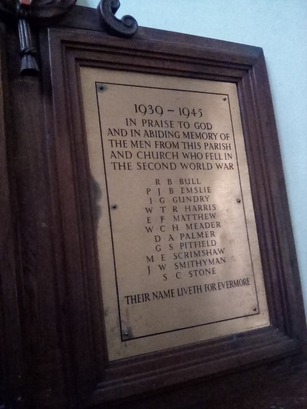 1939 - 1945
IN PRAISE TO GOD
AND IN ABIDING MEMORY OF
THE MEN FROM THIS PARISH
AND CHURCH WHO FELL IN
THE SECOND WORLD WAR
R B BULL
P J B EMSLIE
I G GUNDRY
W T R HARRIS
E F MATTHEW
W C H MEADER
D A PALMER
G S PITFIELD
M E SCRIMSHAW
J W SMITHYMAN
S C STONE
THEIR NAME LIVETH FOR EVERMORE